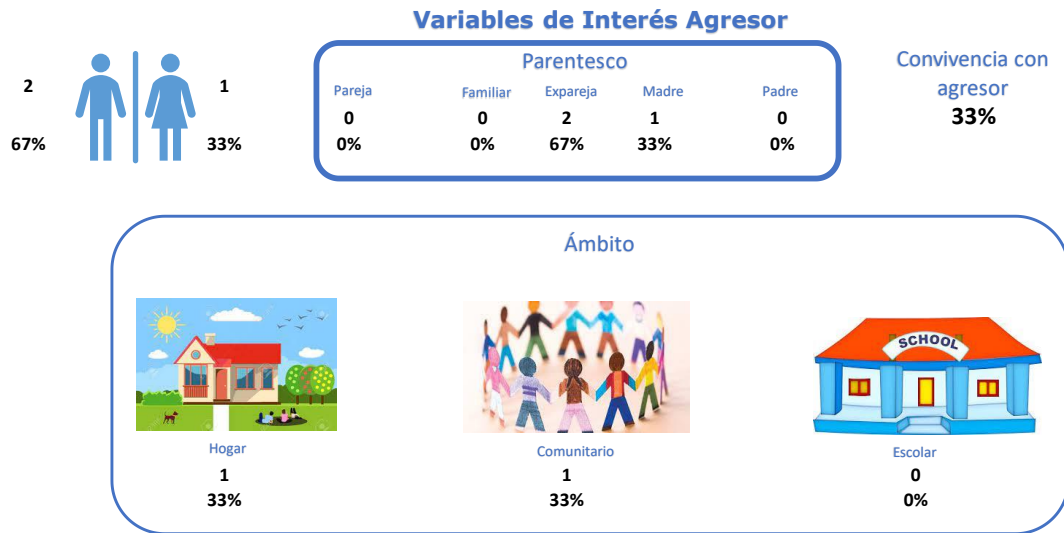 Variables de Interés Agresor
2
67%
1
33%
Parentesco
Pareja Familiar Expareja Madre Padre
0 0 2 1 0
0% 0% 67% 33% 0%
Convivencia con
agresor
33%
Ámbito
SCHOOL
Hogar Comunitario Escolar
1 1 0
33% 33% 0%